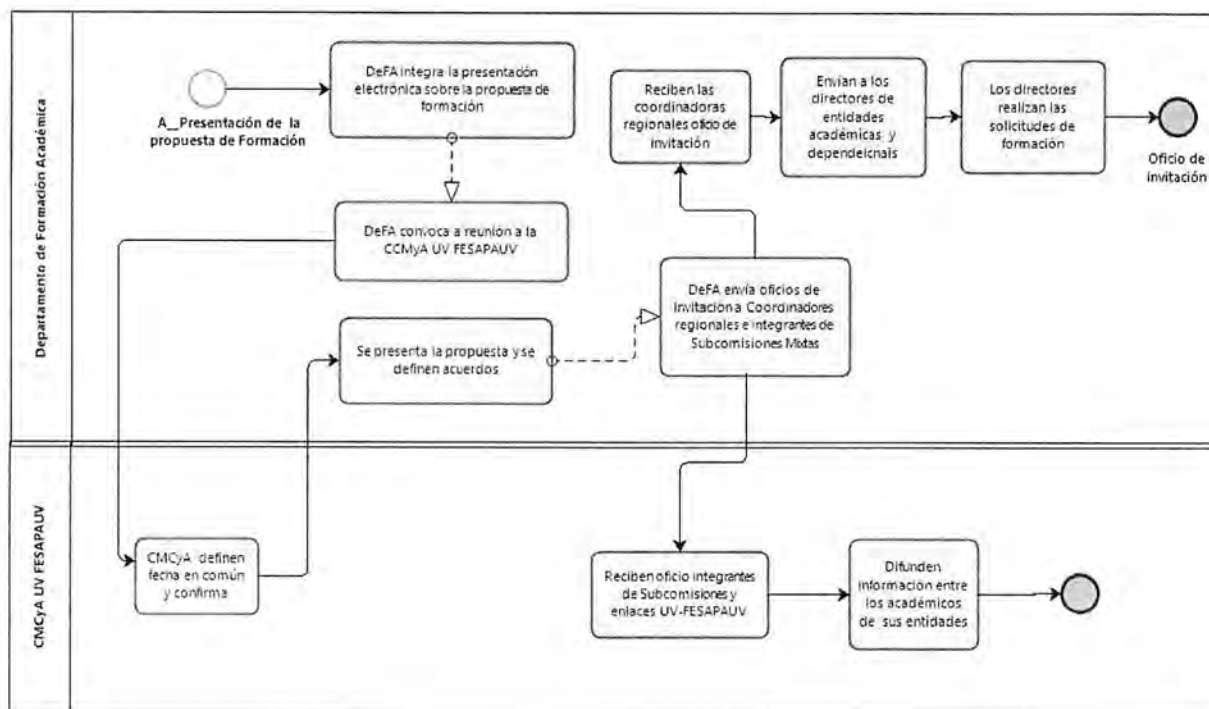 Departamento de Formación Académica
A__Presentación de la
propuesta de Formación
DeFA integra la presentación
electrónica sobre la propuesta de
formación
DeFA convoca a reunión a la
CCMyA UV FESAPAUV
Se presenta la propuesta y se
definen acuerdos
Reciben las
coordinadoras
regionales oficio de
invitación
Envían a los
directores de
entidades
académicas y
dependeicnais
Los directores
realizan las
solicitudes de
formación
Oficio de
invitación
DeFA envía oficios de
invitación a Coordinadores
regionales e integrantes de
Subcomisiones Mixtas
CMCyA UV FESAPAUV
CMCyA definen
fecha en común
y confirma
Reciben oficio integrantes
de Subcomisiones y
enlaces UV-FESAPAUV
Difunden
información entre
los académicos
de sus entidades